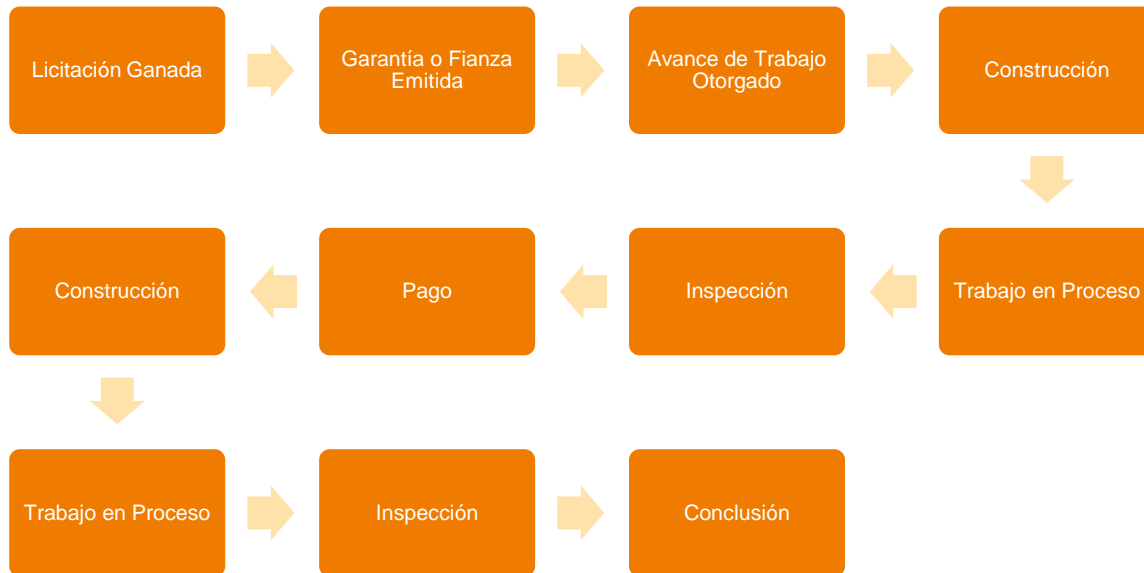 Licitación Ganada
Garantía o Fianza
Emitida
Avance de Trabajo
Otorgado
Construcción
Trabajo en Proceso
Inspección
Pago
Construcción
Trabajo en Proceso
Inspección
Conclusión